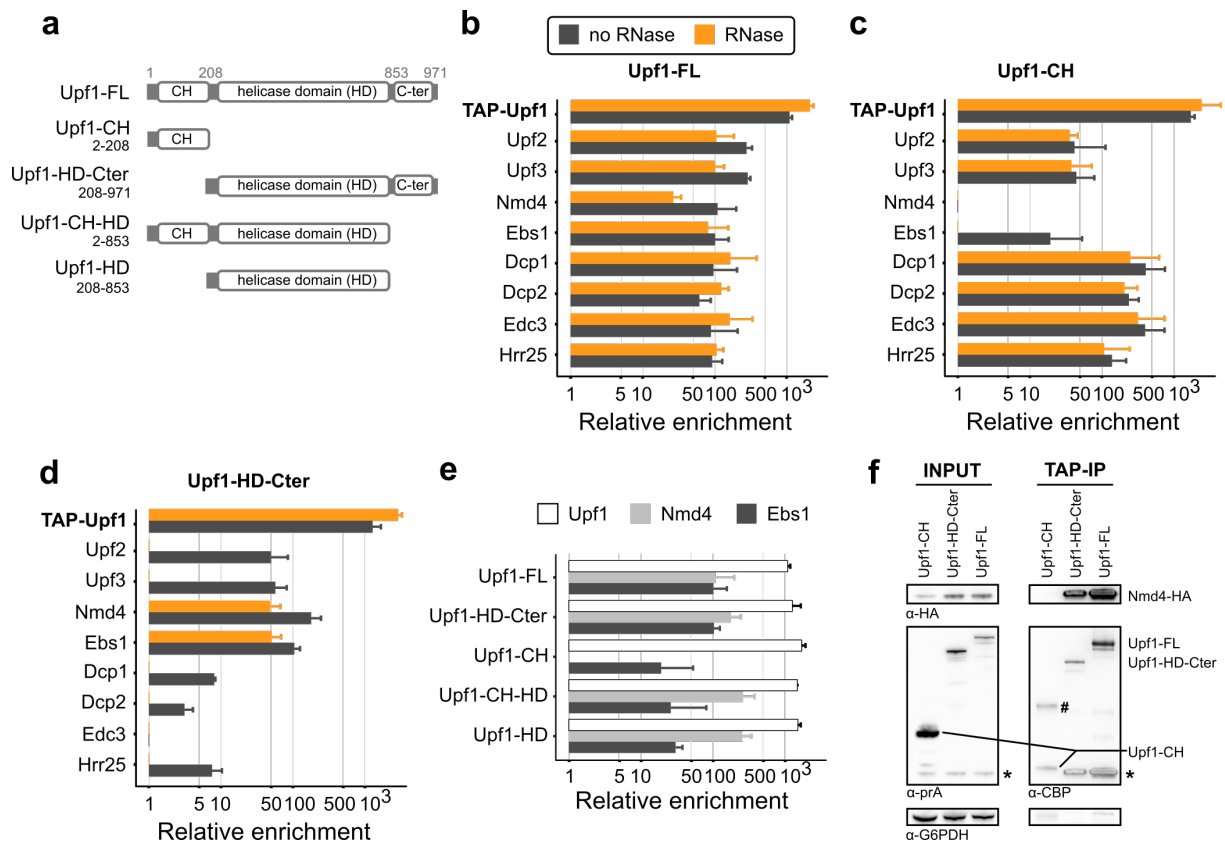 a
1 208 853 971
Upf1-FL CH helicase domain (HD) C-ter
Upf1-CH CH
2-208
Upf1-HD-Cter helicase domain (HD) C-ter
208-971
Upf1-CH-HD CH helicase domain (HD)
2-853
Upf1-HD helicase domain (HD)
208-853
b
no RNase RNase
Upf1-FL
TAP-Upf1
Upf2
Upf3
Nmd4
Ebs1
Dcp1
Dcp2
Edc3
Hrr25
1 5 10 50 100 500 10³
Relative enrichment
c
Upf1-CH
TAP-Upf1
Upf2
Upf3
Nmd4
Ebs1
Dcp1
Dcp2
Edc3
Hrr25
1 5 10 50 100 500 10³
Relative enrichment
d
Upf1-HD-Cter
TAP-Upf1
Upf2
Upf3
Nmd4
Ebs1
Dcp1
Dcp2
Edc3
Hrr25
1 5 10 50 100 500 10³
Relative enrichment
e
Upf1 Nmd4 Ebs1
Upf1-FL
Upf1-HD-Cter
Upf1-CH
Upf1-CH-HD
Upf1-HD
1 5 10 50 100 500 10³
Relative enrichment
f
INPUT TAP-IP
Upf1-CH Upf1-HD-Cter Upf1-FL Upf1-CH Upf1-HD-Cter Upf1-FL
Nmd4-HA
α-HA
Upf1-FL
Upf1-HD-Cter
#
Upf1-CH
* *
α-prA α-CBP
α-G6PDH